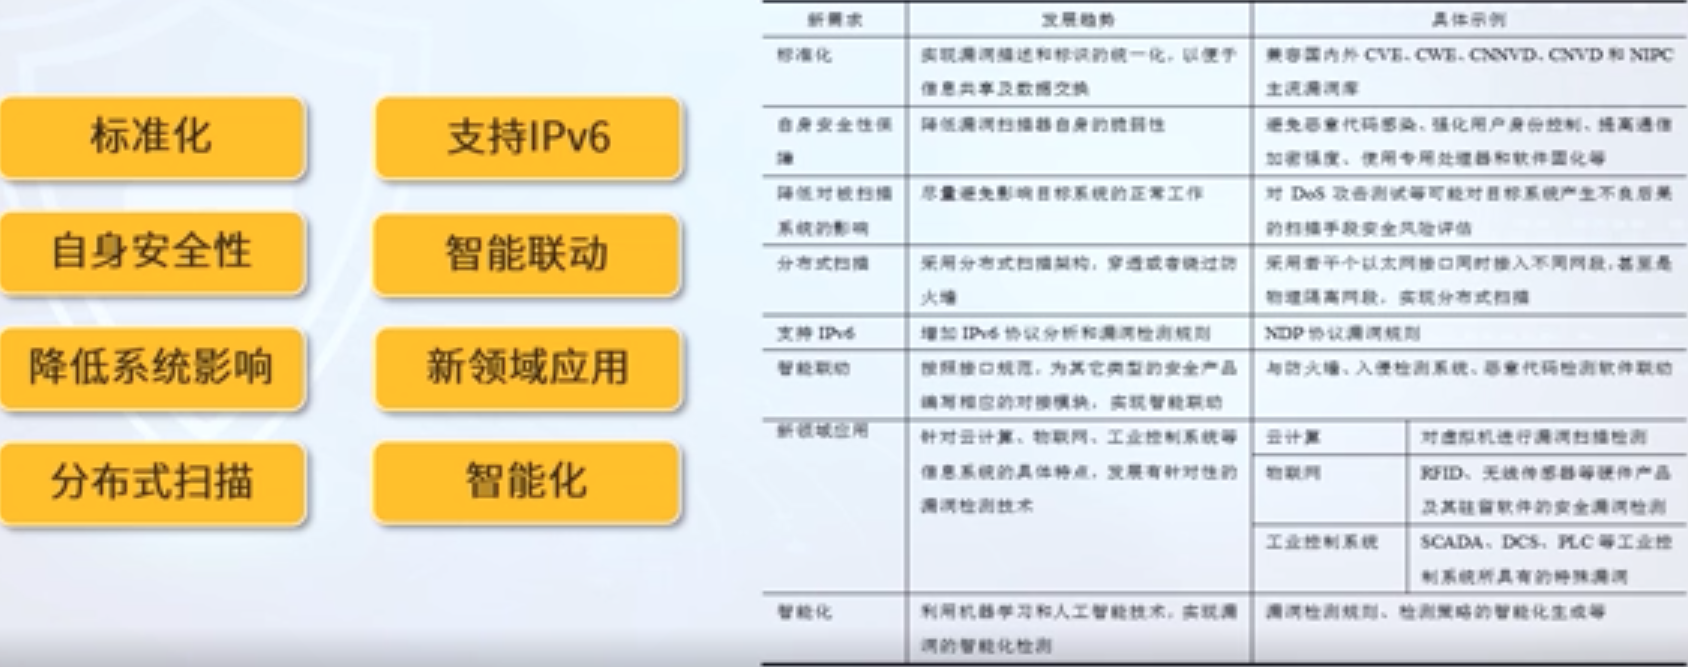 标准化
支持IPv6
自身安全性
智能联动
降低系统影响
新领域应用
分布式扫描
智能化
新需求
发展趋势
具体示例
标准化
实现漏洞描述和标识的统一化，以便于
信息共享及数据交换
兼容国内外 CVE、CWE、CNNVD、CNVD 和 NIPC
主流漏洞库
自身安全性保
障
降低漏洞扫描器自身的脆弱性
避免恶意代码感染、强化用户身份控制、提高通信
加密强度、使用专用处理器和软件固化等
降低对被扫描
系统的影响
尽量避免影响目标系统的正常工作
对 DoS 攻击测试等可能对目标系统产生不良后果
的扫描手段安全风险评估
分布式扫描
采用分布式扫描架构，穿透或者绕过防
火墙
采用若干个以太网接口同时接入不同网段，甚至是
物理隔离网段，实现分布式扫描
支持 IPv6
增加 IPv6 协议分析和漏洞检测规则
NDP 协议漏洞规则
智能联动
按照接口规范，为其它类型的安全产品
编写相应的对接模块，实现智能联动
与防火墙、入侵检测系统、恶意代码检测软件联动
新领域应用
针对云计算、物联网、工业控制系统等
信息系统的具体特点，发展有针对性的
漏洞检测技术
云计算
对虚拟机进行漏洞扫描检测
物联网
RFID、无线传感器等硬件产品
及其驻留软件的安全漏洞检测
工业控制系统
SCADA、DCS、PLC 等工业控
制系统所具有的特殊漏洞
智能化
利用机器学习和人工智能技术，实现漏
洞的智能化检测
漏洞检测规则、检测策略的智能化生成等